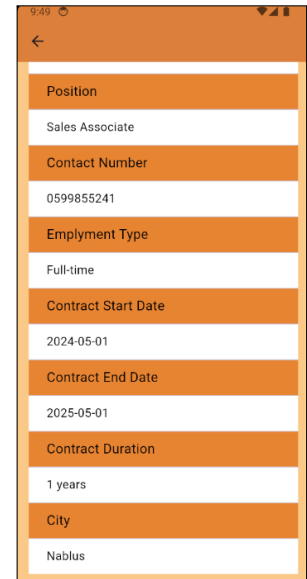 9:49
Position
Sales Associate
Contact Number
0599855241
Emplyment Type
Full-time
Contract Start Date
2024-05-01
Contract End Date
2025-05-01
Contract Duration
1 years
City
Nablus